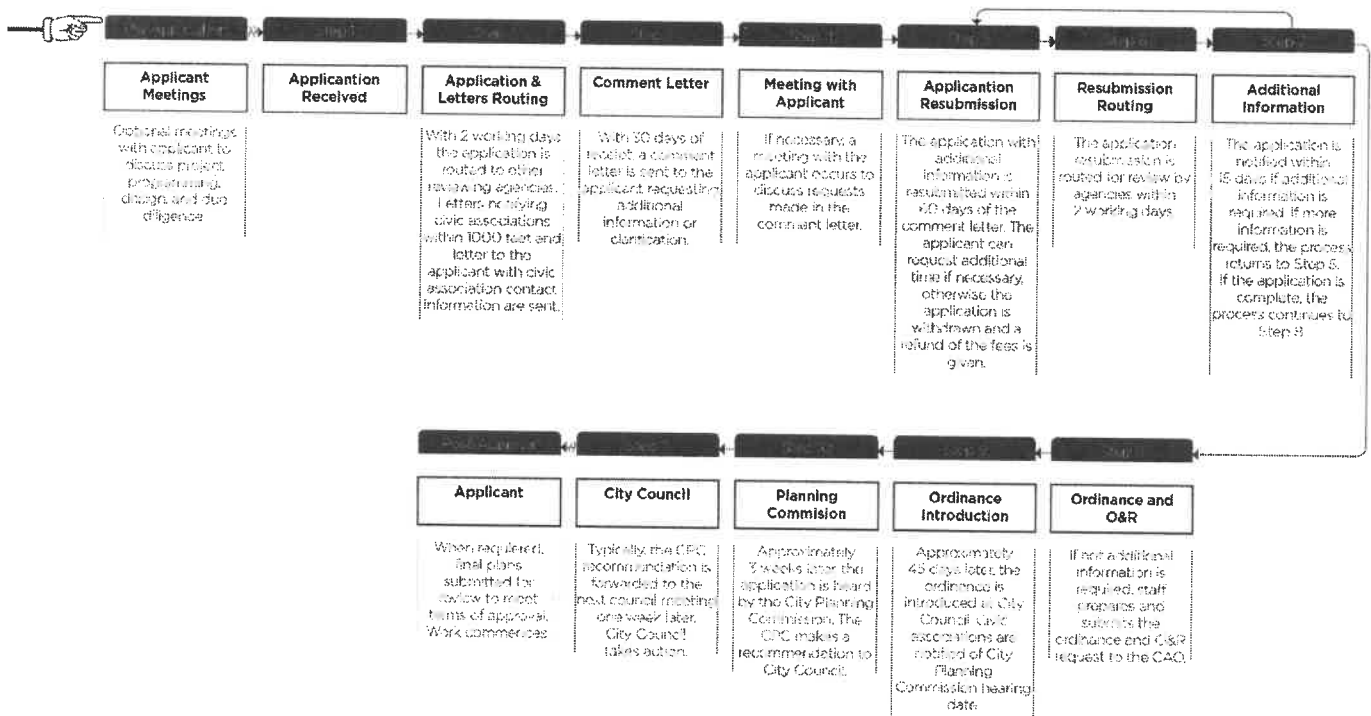 Applicant
Meetings
Optional meetings
with applicant to
discuss project,
programming,
design, and due
diligence
Step 1
Applicantion
Received
Application &
Letters Routing
With 2 working days
the application is
routed to other
reviewing agencies.
Letters notifying
civic associations
within 1000 feet and
letter to the
applicant with civic
association contact
information are sent.
Comment Letter
With 30 days of
receipt, a comment
letter is sent to the
applicant requesting
additional
information or
clarification.
Step 4
Meeting with
Applicant
If necessary, a
meeting with the
applicant occurs to
discuss requests
made in the
comment letter.
Applicantion
Resubmission
The application with
additional
information is
resubmitted within
60 days of the
comment letter. The
applicant can
request additional
time if necessary,
otherwise the
application is
withdrawn and a
refund of the fees is
given.
Step 6
Resubmission
Routing
The application
resubmission is
routed for review by
agencies within
2 working days
Step 7
Additional
Information
The application is
notified within
15 days if additional
information is
required. If more
information is
required, the process
returns to Step 5.
If the application is
complete, the
process continues to
Step 8
Post Approval
Applicant
When requiered,
final plans
submitted for
review to meet
terms of approval.
Work commences
City Council
Typically, the CPC
recommendation is
forwarded to the
next council meeting
one week later.
City Council
takes action.
Planning
Commision
Approximately
3 weeks later the
application is heard
by the City Planning
Commission. The
CPC makes a
recommendation to
City Council.
Step 9
Ordinance
Introduction
Approximately
45 days later, the
ordinance is
introduced at City
Council. Civic
associations are
notified of City
Planning
Commission hearing
date
Ordinance and
O&R
If not additional
information is
required, staff
prepares and
submits the
ordinance and O&R
request to the CAO.